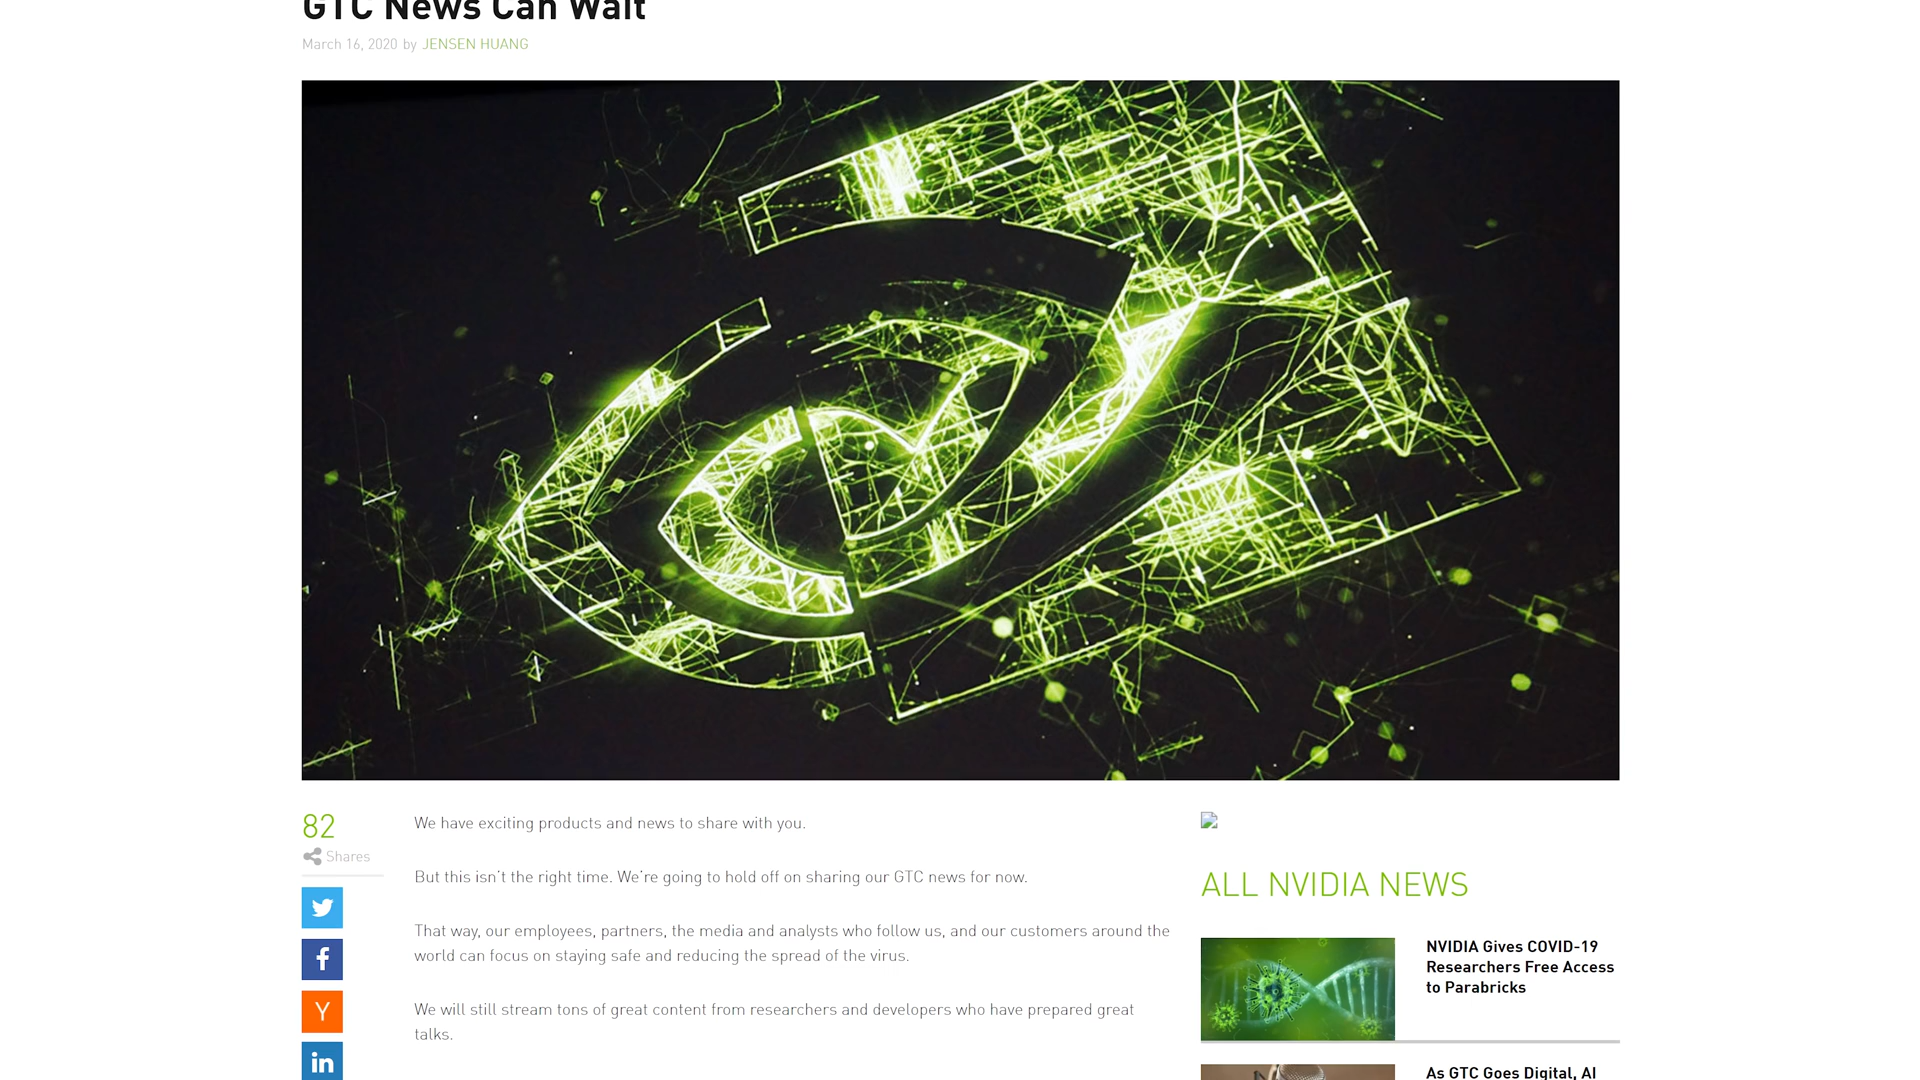 GTC News Can Wait
March 16, 2020 by JENSEN HUANG
82
Shares
We have exciting products and news to share with you.
But this isn’t the right time. We’re going to hold off on sharing our GTC news for now.
That way, our employees, partners, the media and analysts who follow us, and our customers around the
world can focus on staying safe and reducing the spread of the virus.
We will still stream tons of great content from researchers and developers who have prepared great
talks.
ALL NVIDIA NEWS
NVIDIA Gives COVID-19
Researchers Free Access
to Parabricks
As GTC Goes Digital, AI